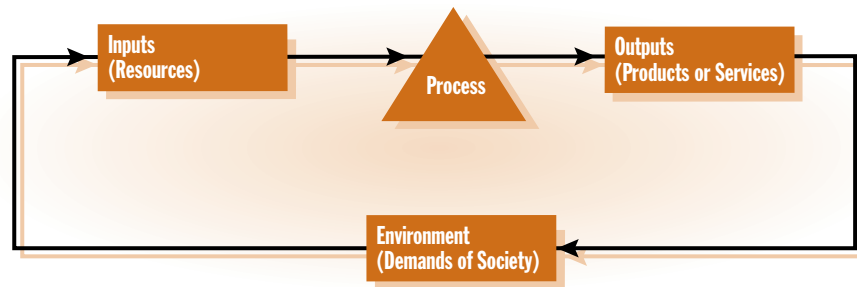 Inputs
(Resources)
Process
Outputs
(Products or Services)
Environment
(Demands of Society)